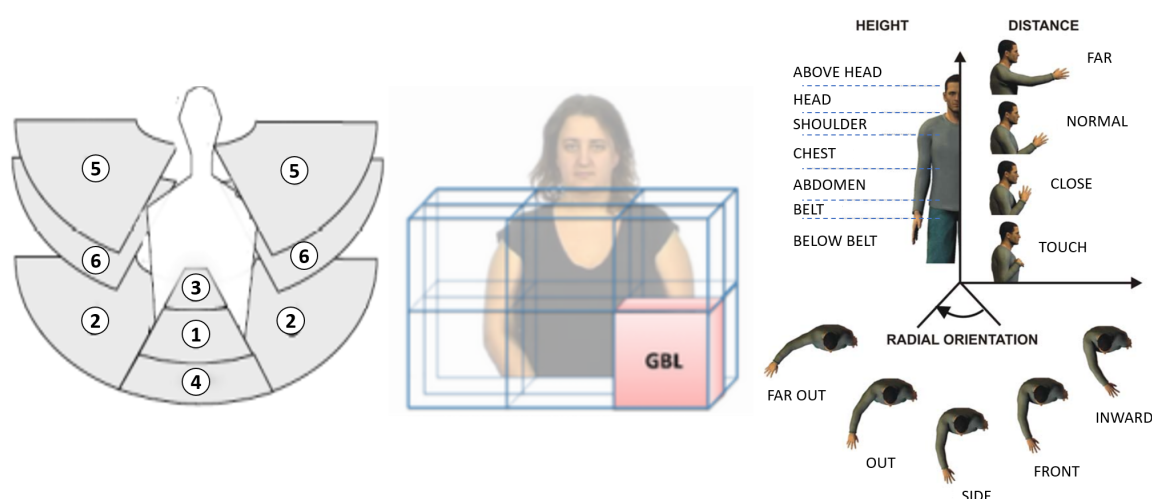 5
5
6
6
3
2
1
2
4
GBL
HEIGHT
DISTANCE
ABOVE HEAD
HEAD
SHOULDER
CHEST
ABDOMEN
BELT
BELOW BELT
FAR
NORMAL
CLOSE
TOUCH
RADIAL ORIENTATION
FAR OUT
OUT
SIDE
FRONT
INWARD